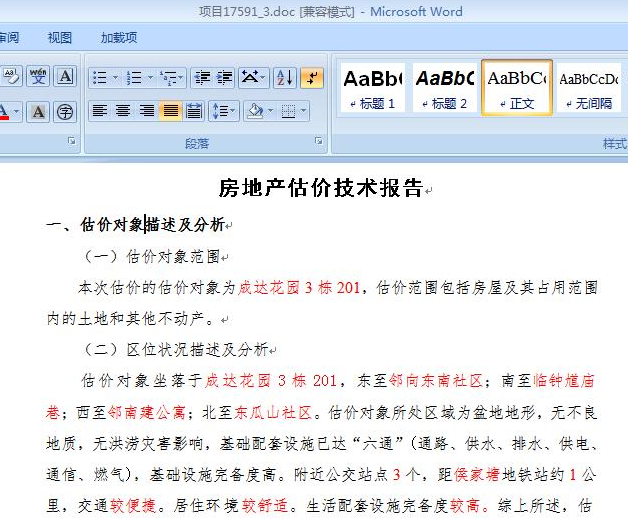 项目17591_3.doc [兼容模式] - Microsoft Word
审阅 视图 加载项
AaBb AaBbC AaBbC AaBbCcDc
标题 1 标题 2 正文 无间隔
段落 样式
房地产估价技术报告
一、估价对象描述及分析
（一）估价对象范围
本次估价的估价对象为成达花园 3 栋 201，估价范围包括房屋及其占用范围
内的土地和其他不动产。
（二）区位状况描述及分析
估价对象坐落于成达花园 3 栋 201，东至邻向东南社区；南至临钟馗庙
巷；西至邻南建公寓；北至东瓜山社区。估价对象所处区域为盆地地形，无不良
地质，无洪涝灾害影响，基础配套设施已达“六通”（通路、供水、排水、供电、
通信、燃气），基础设施完备度高。附近公交站点 3 个，距侯家塘地铁站约 1 公
里，交通较便捷。居住环境较舒适。生活配套设施完备度较高。综上所述，估